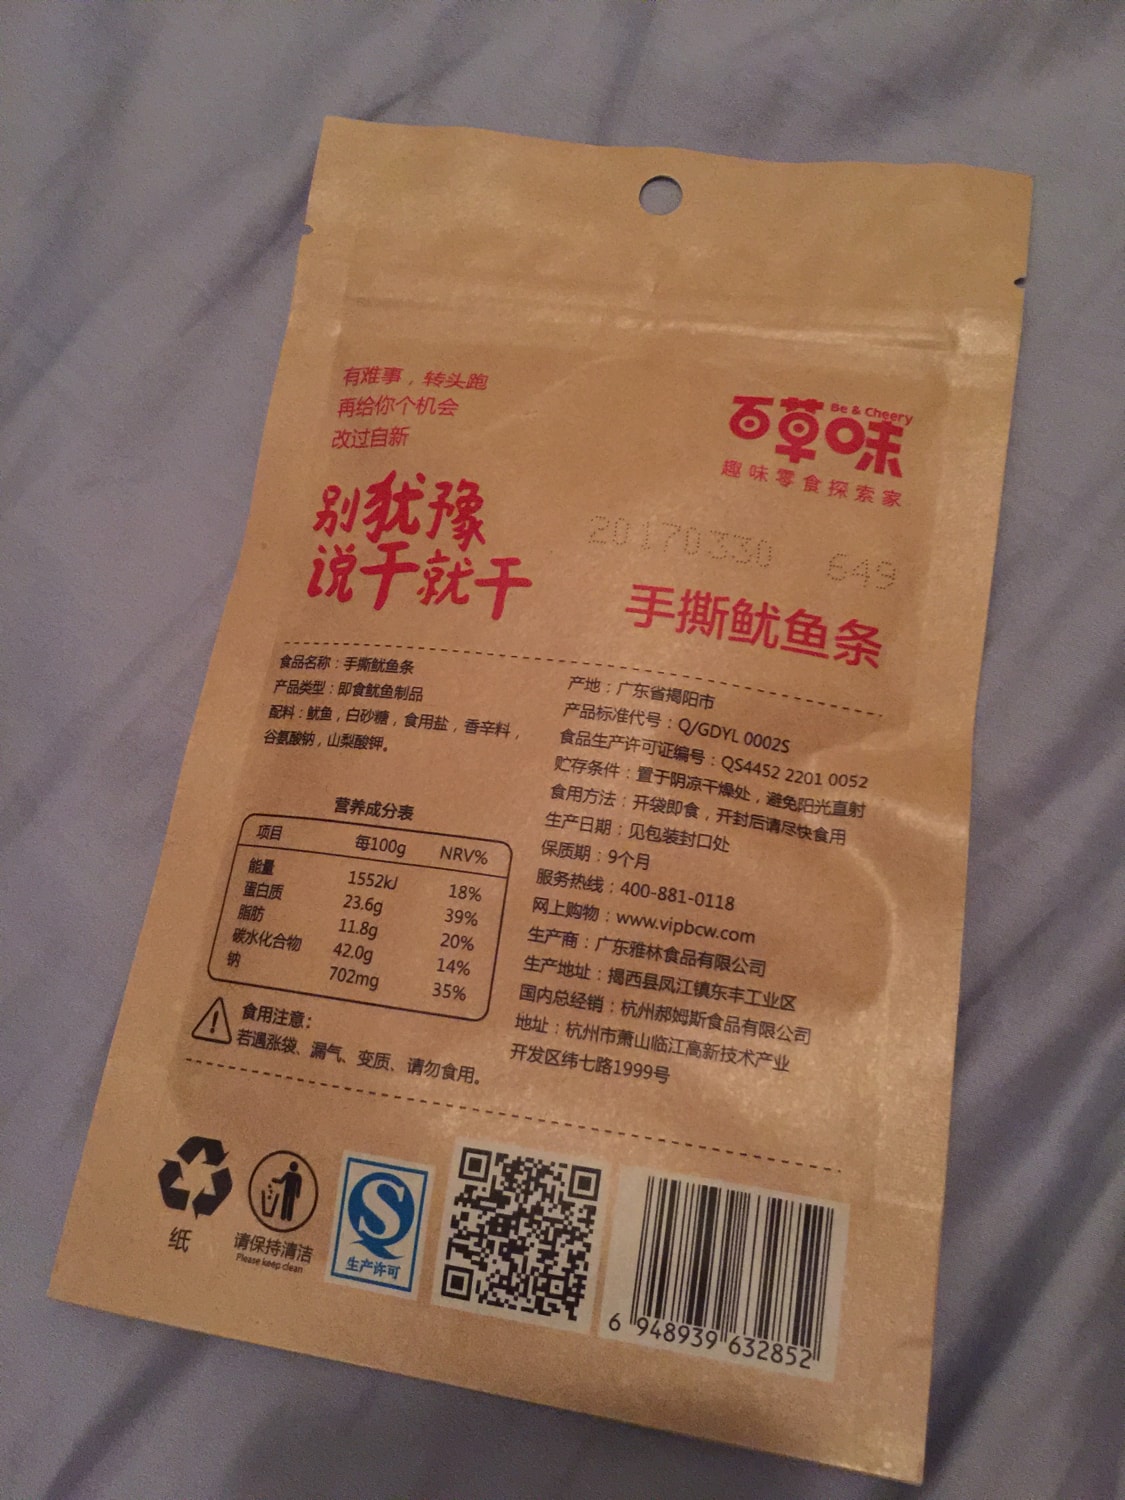 有难事，转头跑
再给你个机会
改过自新
别犹豫
说干就干
百草味
Be & Cheery
趣味零食探索家
20170330 649
手撕鱿鱼条
食品名称：手撕鱿鱼条
产品类型：即食鱿鱼制品
配料：鱿鱼，白砂糖，食用盐，香辛料，
谷氨酸钠，山梨酸钾。
营养成分表
项目 每100g NRV%
能量 1552kJ 18%
蛋白质 23.6g 39%
脂肪 11.8g 20%
碳水化合物 42.0g 14%
钠 702mg 35%
食用注意：
若遇涨袋、漏气、变质、请勿食用。
产地：广东省揭阳市
产品标准代号：Q/GDYL 0002S
食品生产许可证编号：QS4452 2201 0052
贮存条件：置于阴凉干燥处，避免阳光直射
食用方法：开袋即食，开封后请尽快食用
生产日期：见包装封口处
保质期：9个月
服务热线：400-881-0118
网上购物：www.vipbcw.com
生产商：广东雅林食品有限公司
生产地址：揭西县凤江镇东丰工业区
国内总经销：杭州郝姆斯食品有限公司
地址：杭州市萧山临江高新技术产业
开发区纬七路1999号
纸
请保持清洁
Please keep clean
生产许可
6 948939 632852